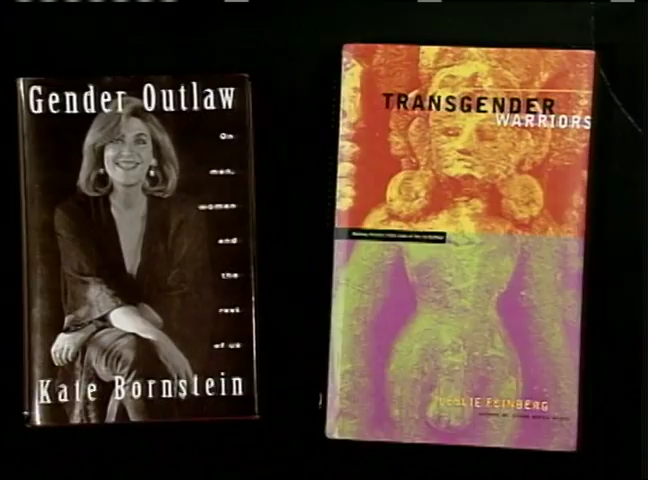 Gender Outlaw
On
men,
women
and
the
rest
of us
Kate Bornstein
TRANSGENDER
WARRIORS
LESLIE FEINBERG